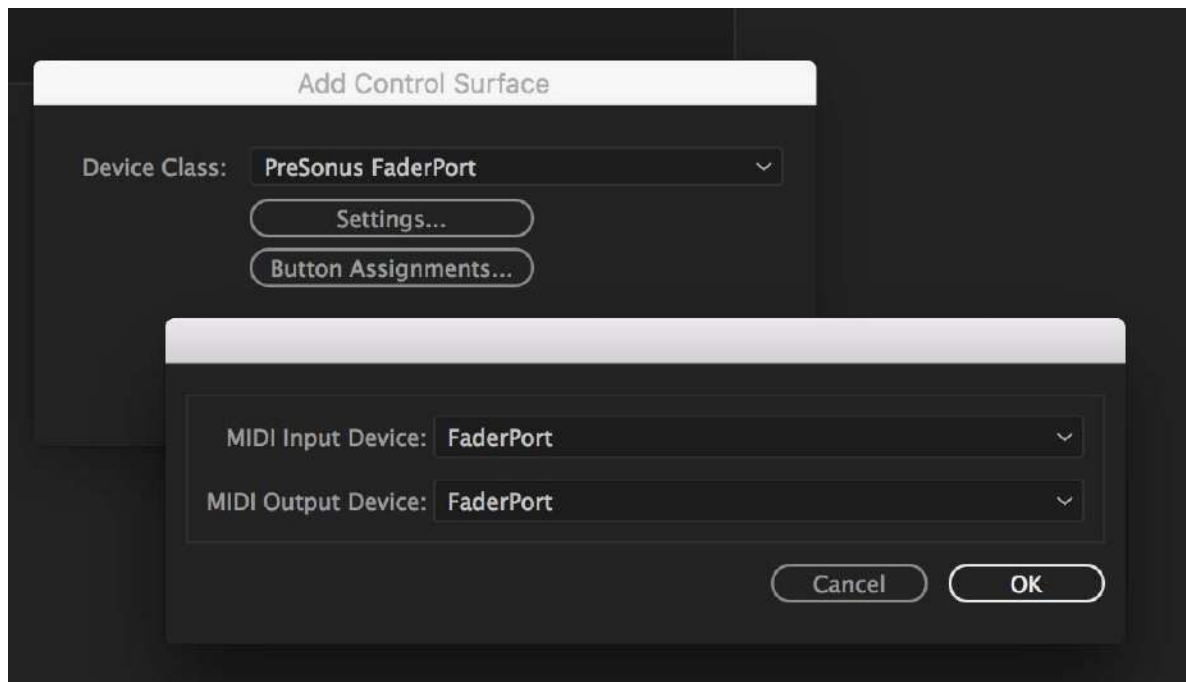 Add Control Surface
Device Class: PreSonus FaderPort
Settings...
Button Assignments...
MIDI Input Device: FaderPort
MIDI Output Device: FaderPort
Cancel OK